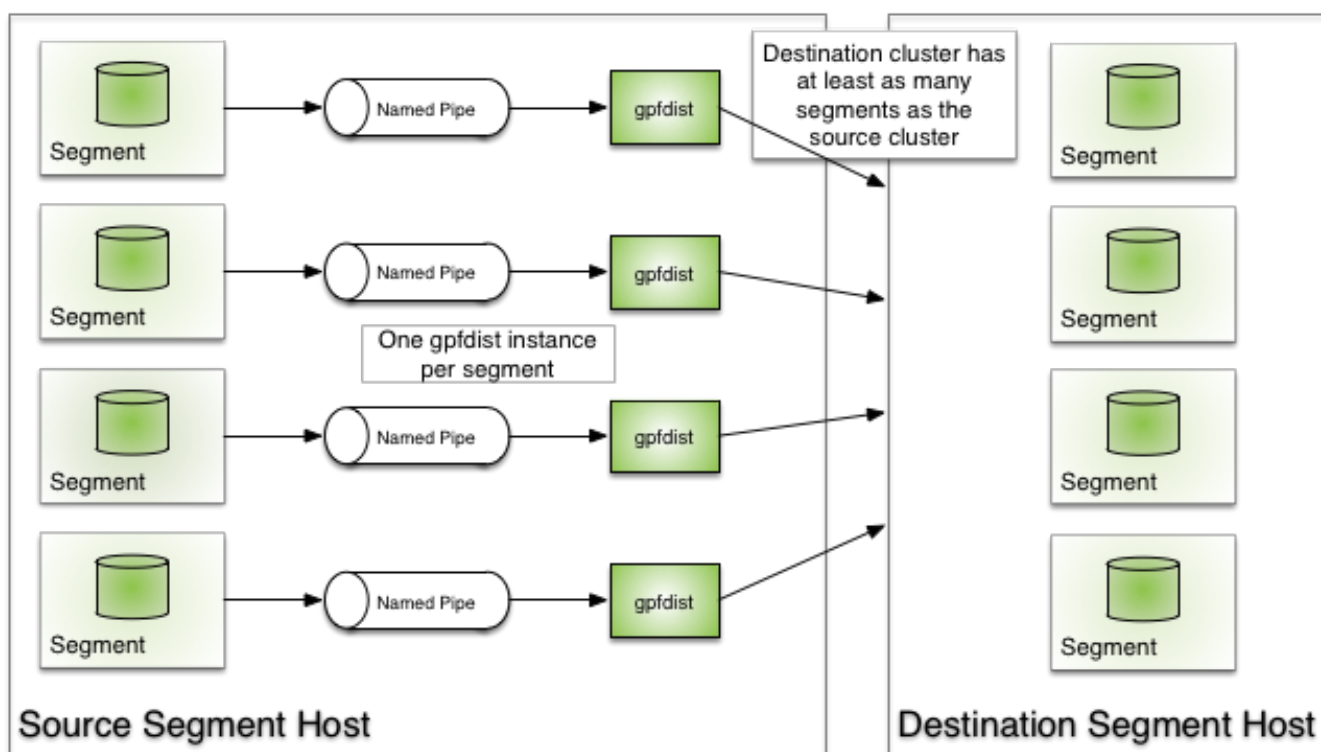 Destination cluster has
at least as many
segments as the
source cluster
Named Pipe
gpfdist
Segment
Segment
Named Pipe
gpfdist
Segment
Segment
One gpfdist instance
per segment
Named Pipe
gpfdist
Segment
Segment
Named Pipe
gpfdist
Segment
Segment
Source Segment Host
Destination Segment Host